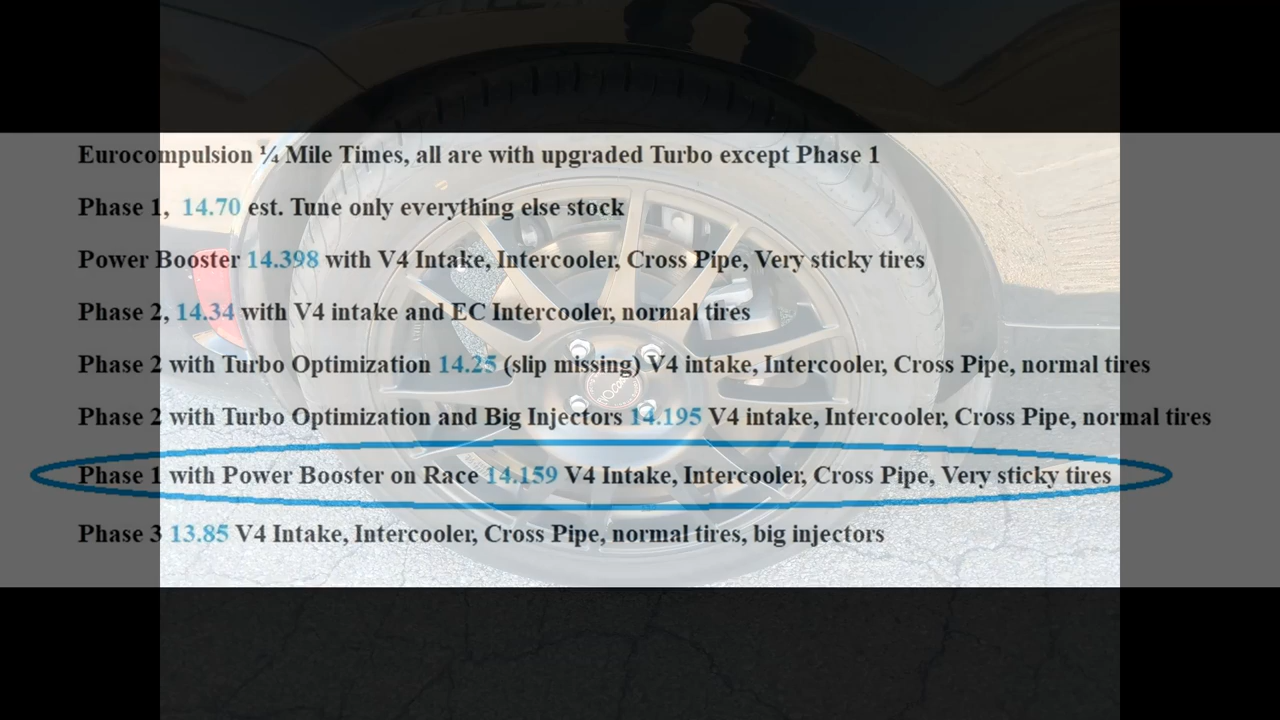 Eurocompulsion ¼ Mile Times, all are with upgraded Turbo except Phase 1
Phase 1, 14.70 est. Tune only everything else stock
Power Booster 14.398 with V4 Intake, Intercooler, Cross Pipe, Very sticky tires
Phase 2, 14.34 with V4 intake and EC Intercooler, normal tires
Phase 2 with Turbo Optimization 14.25 (slip missing) V4 intake, Intercooler, Cross Pipe, normal tires
Phase 2 with Turbo Optimization and Big Injectors 14.195 V4 intake, Intercooler, Cross Pipe, normal tires
Phase 1 with Power Booster on Race 14.159 V4 Intake, Intercooler, Cross Pipe, Very sticky tires
Phase 3 13.85 V4 Intake, Intercooler, Cross Pipe, normal tires, big injectors